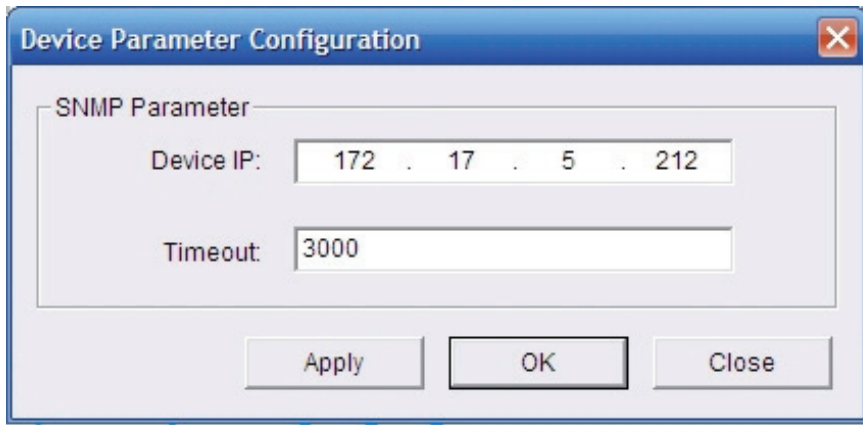 Device Parameter Configuration
SNMP Parameter
Device IP: 172 . 17 . 5 . 212
Timeout: 3000
Apply OK Close